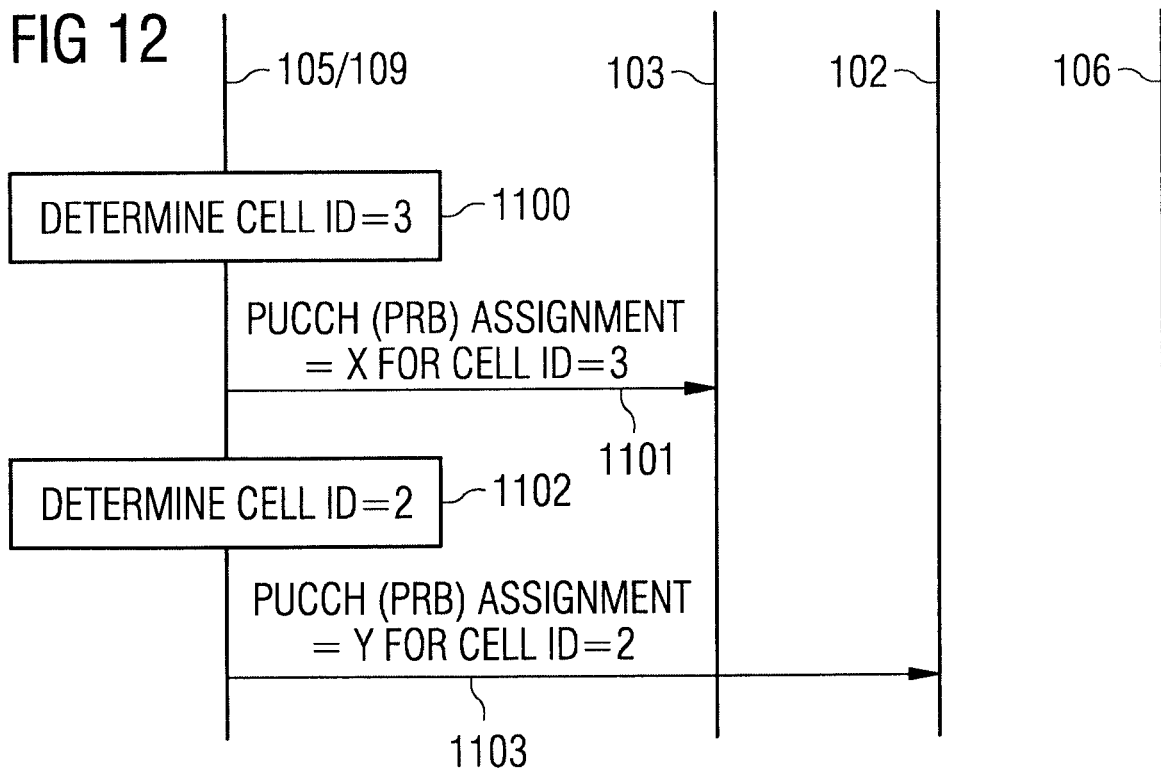 FIG 12
105/109
103
102
106
DETERMINE CELL ID=3
1100
PUCCH (PRB) ASSIGNMENT
= X FOR CELL ID=3
1101
DETERMINE CELL ID=2
1102
PUCCH (PRB) ASSIGNMENT
= Y FOR CELL ID=2
1103